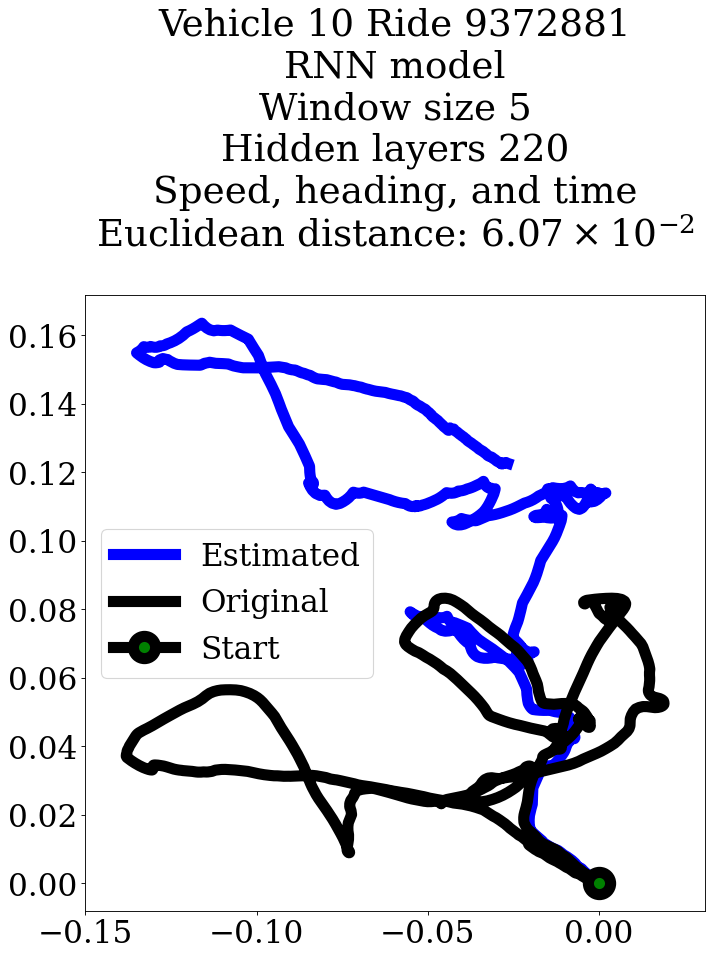 Vehicle 10 Ride 9372881
RNN model
Window size 5
Hidden layers 220
Speed, heading, and time
Euclidean distance: 6.07 × 10⁻²
0.16
0.14
0.12
0.10
0.08
0.06
0.04
0.02
0.00
Estimated
Original
Start
−0.15 −0.10 −0.05 0.00